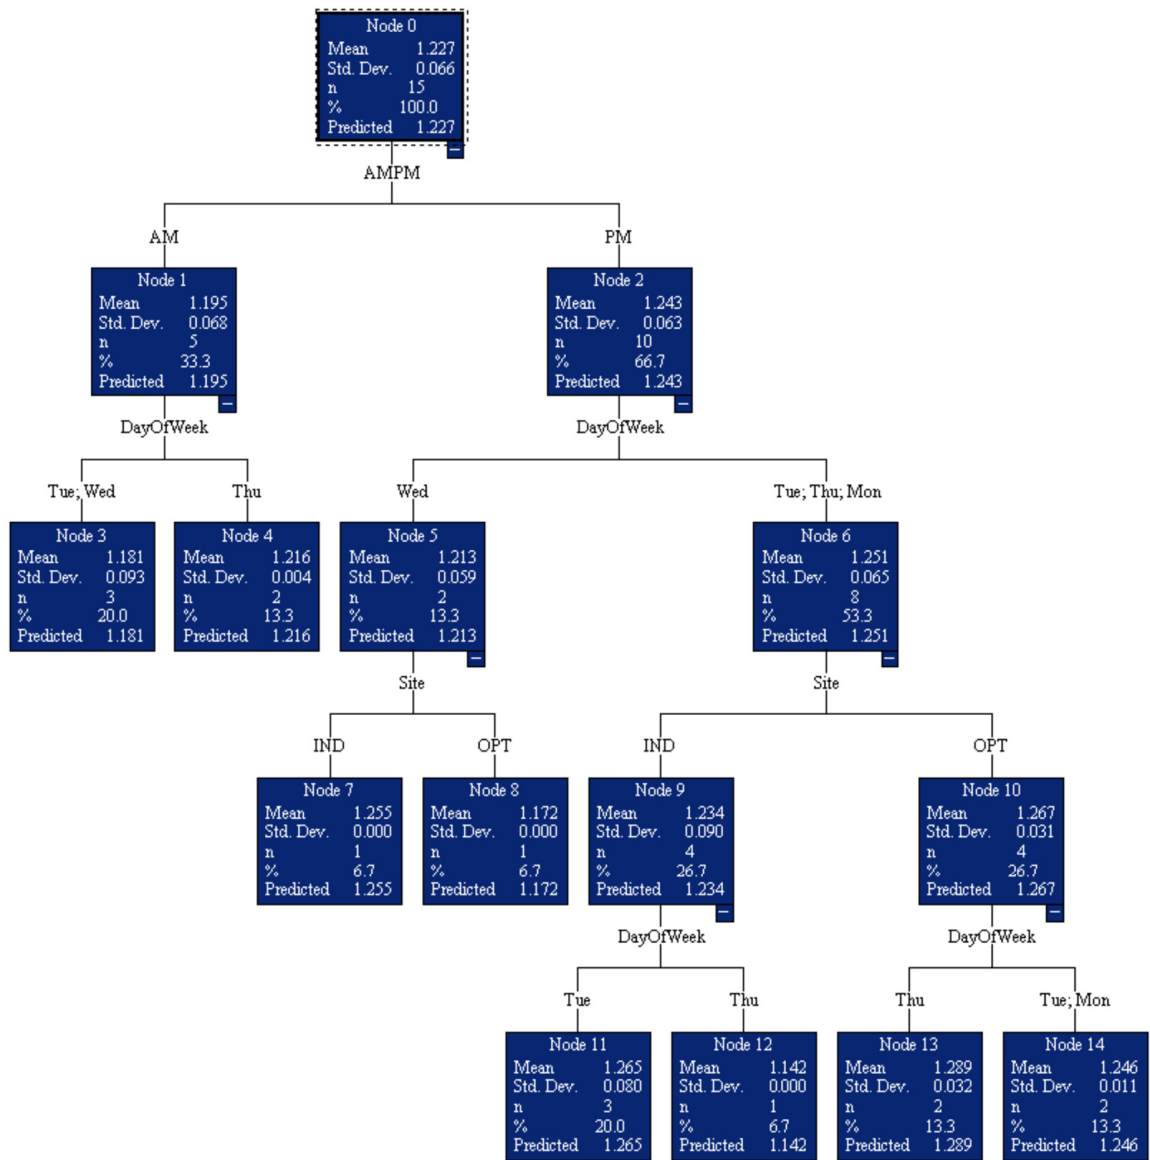 Node 0
Mean 1.227
Std. Dev. 0.066
n 15
% 100.0
Predicted 1.227
AMPM
AM
PM
Node 1
Mean 1.195
Std. Dev. 0.068
n 5
% 33.3
Predicted 1.195
Node 2
Mean 1.243
Std. Dev. 0.063
n 10
% 66.7
Predicted 1.243
DayOfWeek
DayOfWeek
Tue; Wed
Thu
Wed
Tue; Thu; Mon
Node 3
Mean 1.181
Std. Dev. 0.093
n 3
% 20.0
Predicted 1.181
Node 4
Mean 1.216
Std. Dev. 0.004
n 2
% 13.3
Predicted 1.216
Node 5
Mean 1.213
Std. Dev. 0.059
n 2
% 13.3
Predicted 1.213
Node 6
Mean 1.251
Std. Dev. 0.065
n 8
% 53.3
Predicted 1.251
Site
Site
IND
OPT
IND
OPT
Node 7
Mean 1.255
Std. Dev. 0.000
n 1
% 6.7
Predicted 1.255
Node 8
Mean 1.172
Std. Dev. 0.000
n 1
% 6.7
Predicted 1.172
Node 9
Mean 1.234
Std. Dev. 0.090
n 4
% 26.7
Predicted 1.234
Node 10
Mean 1.267
Std. Dev. 0.031
n 4
% 26.7
Predicted 1.267
DayOfWeek
DayOfWeek
Tue
Thu
Thu
Tue; Mon
Node 11
Mean 1.265
Std. Dev. 0.080
n 3
% 20.0
Predicted 1.265
Node 12
Mean 1.142
Std. Dev. 0.000
n 1
% 6.7
Predicted 1.142
Node 13
Mean 1.289
Std. Dev. 0.032
n 2
% 13.3
Predicted 1.289
Node 14
Mean 1.246
Std. Dev. 0.011
n 2
% 13.3
Predicted 1.246